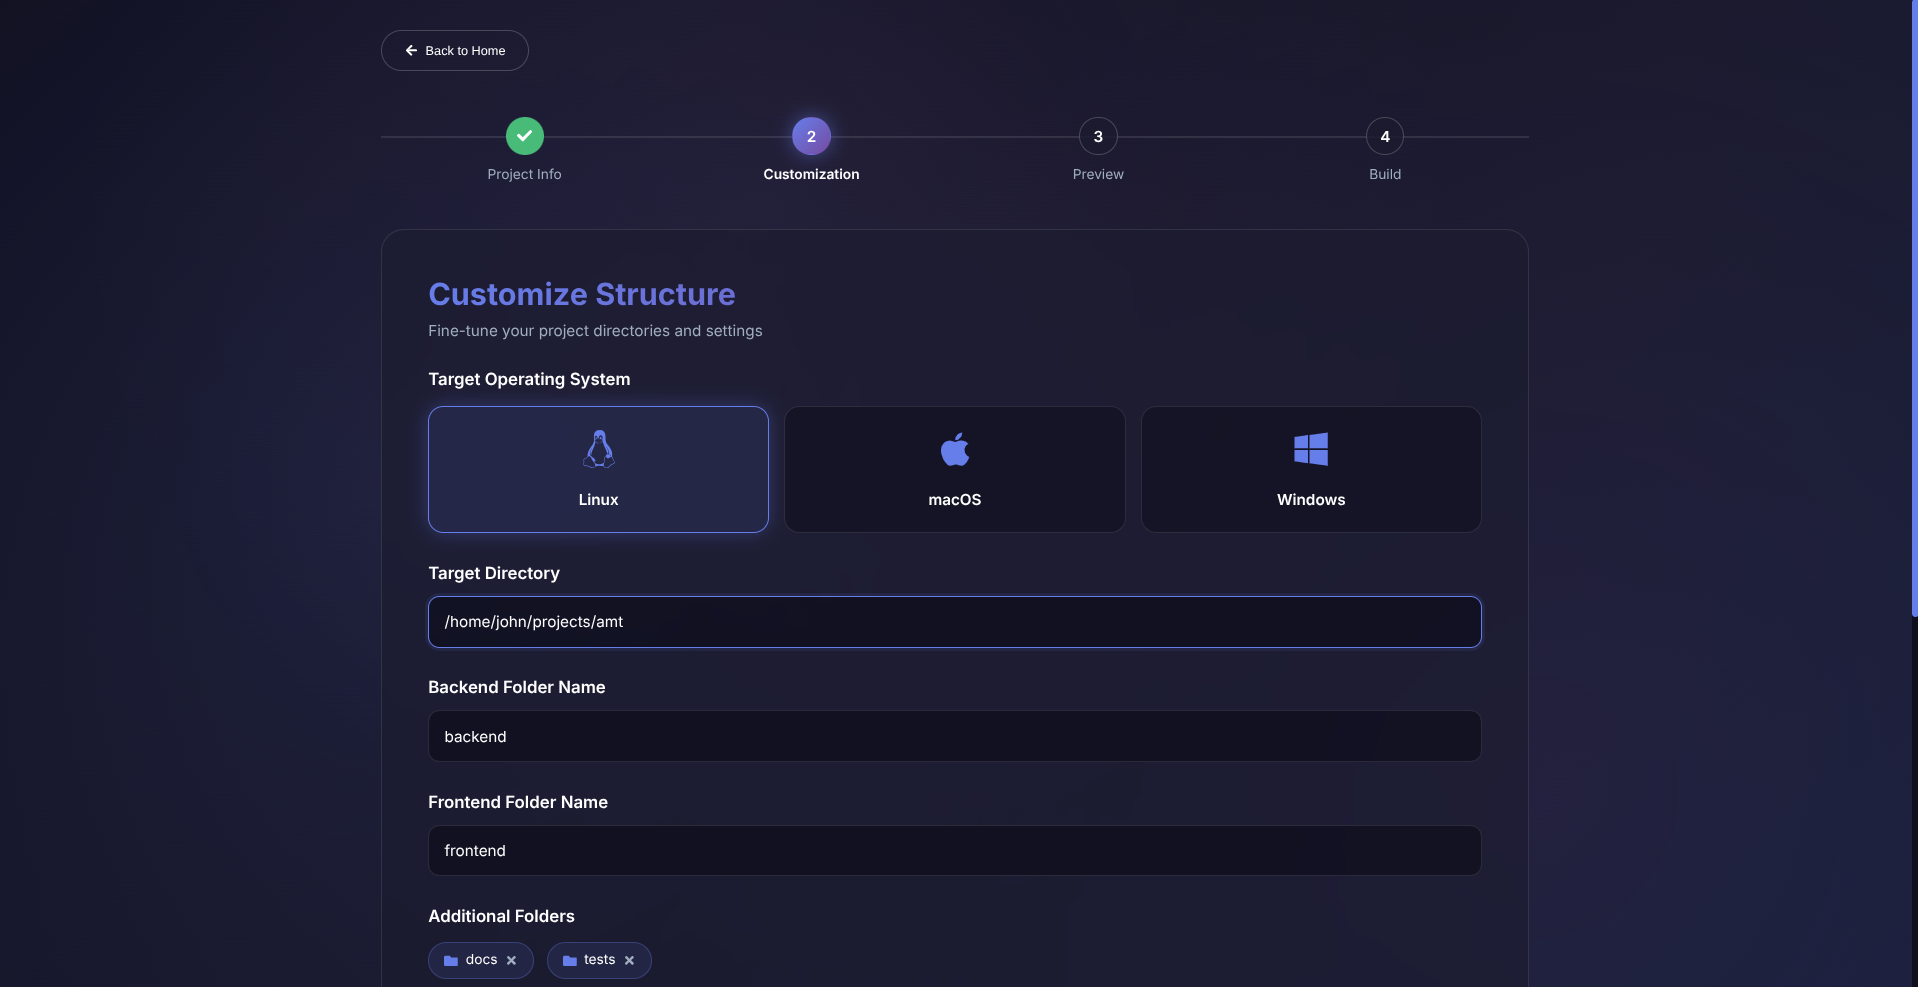 Back to Home
2
3
4
Project Info
Customization
Preview
Build
Customize Structure
Fine-tune your project directories and settings
Target Operating System
Linux
macOS
Windows
Target Directory
/home/john/projects/amt
Backend Folder Name
backend
Frontend Folder Name
frontend
Additional Folders
docs
tests